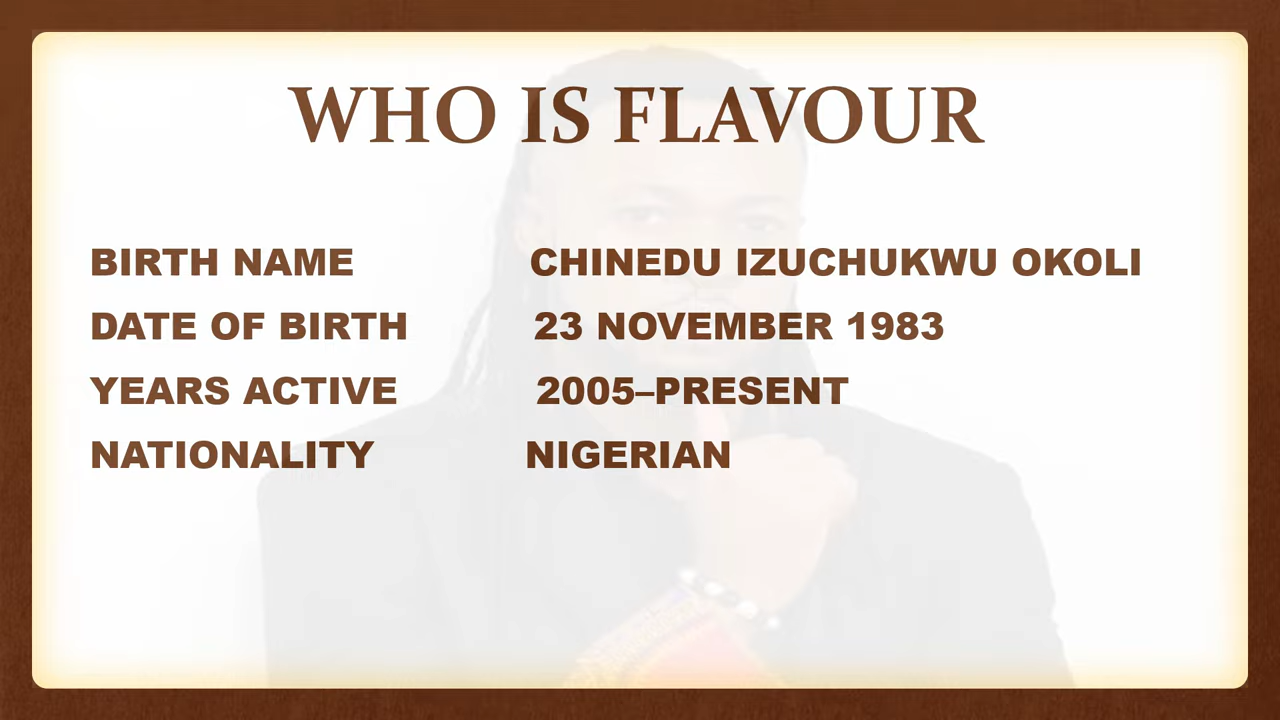 WHO IS FLAVOUR
BIRTH NAME CHINEDU IZUCHUKWU OKOLI
DATE OF BIRTH 23 NOVEMBER 1983
YEARS ACTIVE 2005–PRESENT
NATIONALITY NIGERIAN